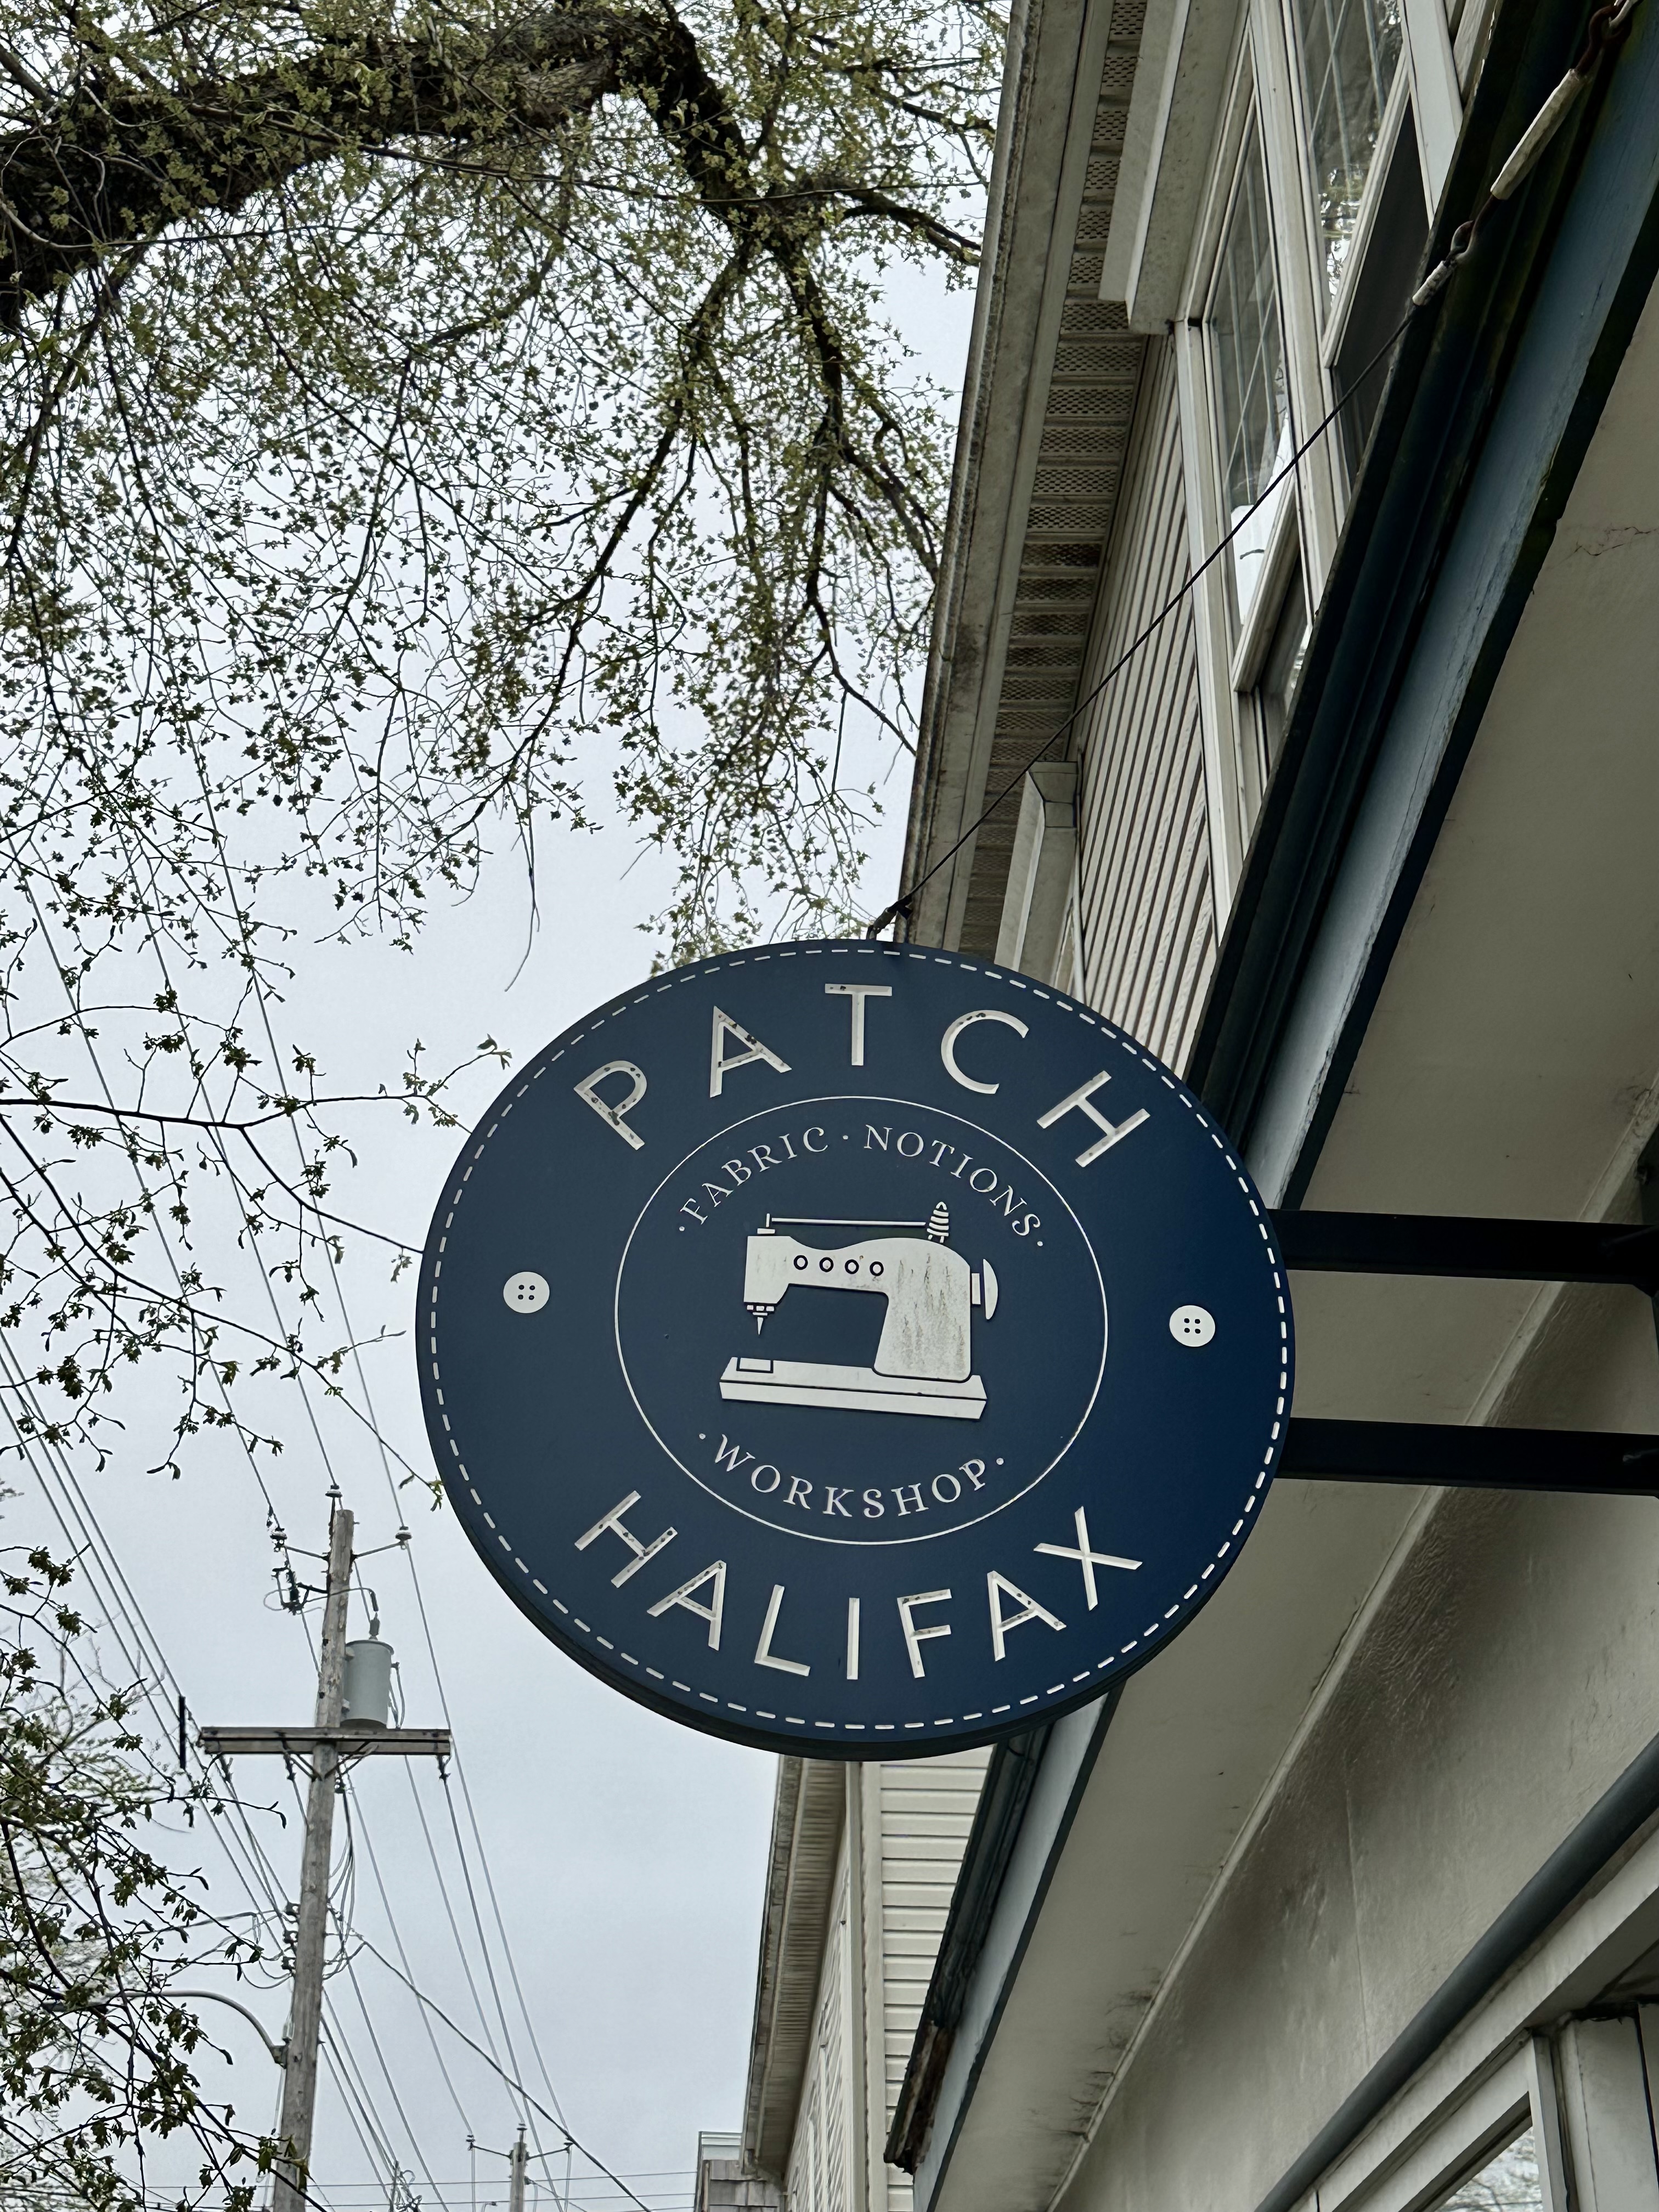 PATCH
· FABRIC · NOTIONS ·
· WORKSHOP ·
HALIFAX